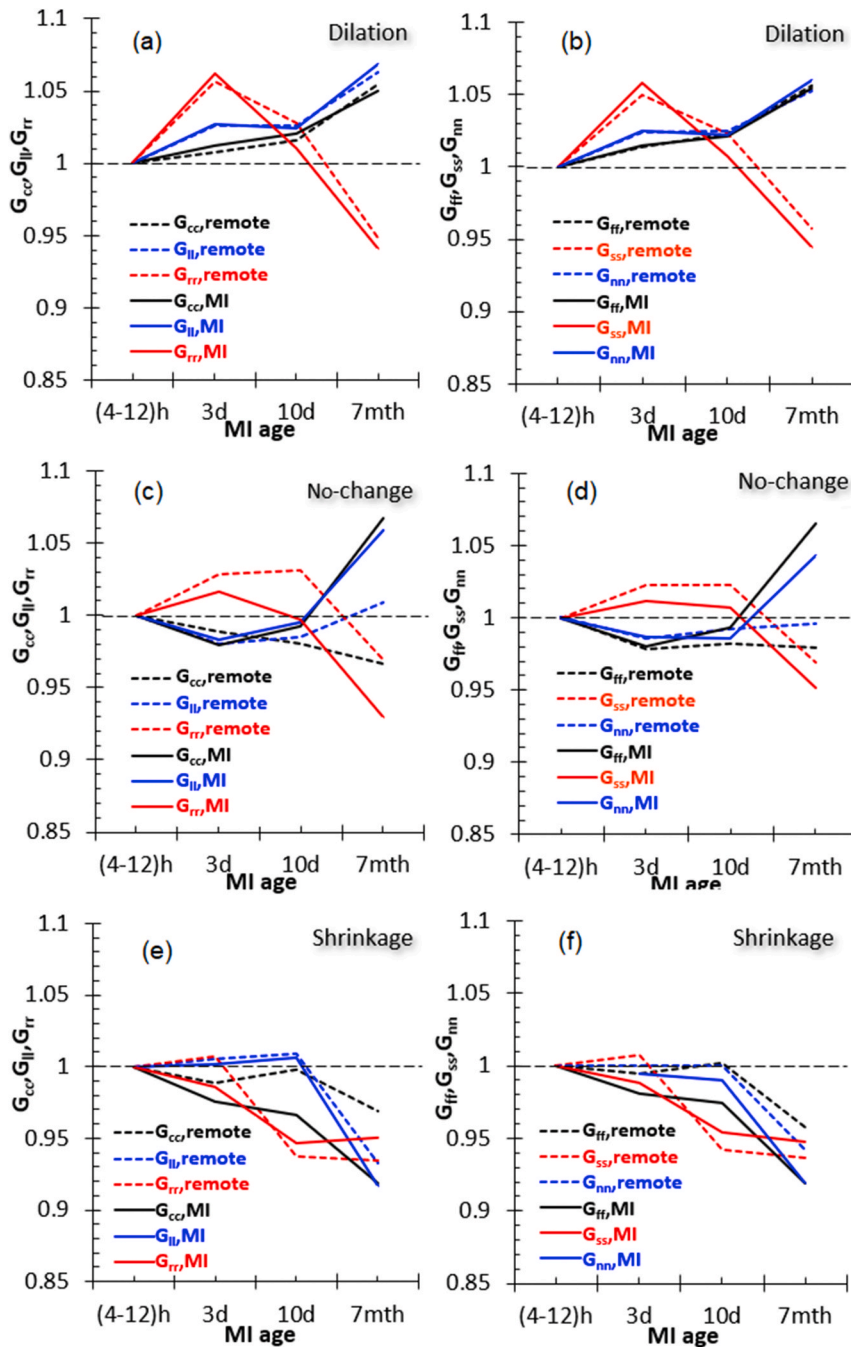 (a) Dilation
1.1
1.05
1
0.95
0.9
0.85
Gcc,Gll,Grr
Gcc,remote
Gll,remote
Grr,remote
Gcc,MI
Gll,MI
Grr,MI
(4-12)h 3d 10d 7mth
MI age
(b) Dilation
1.1
1.05
1
0.95
0.9
0.85
Gff,Gss,Gnn
Gff,remote
Gss,remote
Gnn,remote
Gff,MI
Gss,MI
Gnn,MI
(4-12)h 3d 10d 7mth
MI age
(c) No-change
1.1
1.05
1
0.95
0.9
0.85
Gcc,Gll,Grr
Gcc,remote
Gll,remote
Grr,remote
Gcc,MI
Gll,MI
Grr,MI
(4-12)h 3d 10d 7mth
MI age
(d) No-change
1.1
1.05
1
0.95
0.9
0.85
Gff,Gss,Gnn
Gff,remote
Gss,remote
Gnn,remote
Gff,MI
Gss,MI
Gnn,MI
(4-12)h 3d 10d 7mth
MI age
(e) Shrinkage
1.1
1.05
1
0.95
0.9
0.85
Gcc,Gll,Grr
Gcc,remote
Gll,remote
Grr,remote
Gcc,MI
Gll,MI
Grr,MI
(4-12)h 3d 10d 7mth
MI age
(f) Shrinkage
1.1
1.05
1
0.95
0.9
0.85
Gff,Gss,Gnn
Gff,remote
Gss,remote
Gnn,remote
Gff,MI
Gss,MI
Gnn,MI
(4-12)h 3d 10d 7mth
MI age